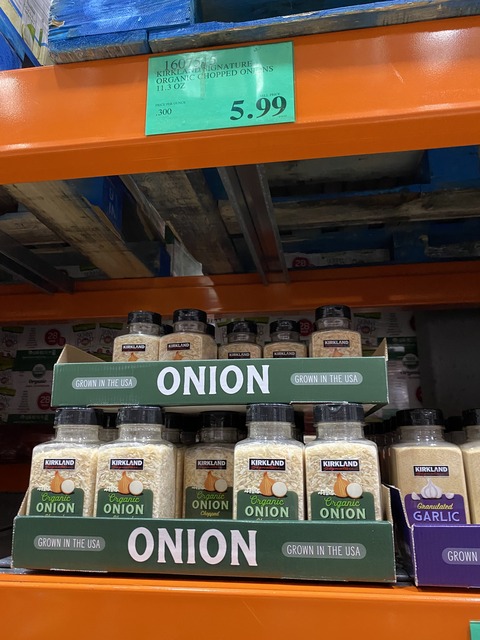 KIRKLAND SIGNATURE
ORGANIC CHOPPED ONIONS
11.3 OZ
.300
5.99
KIRKLAND
KIRKLAND
KIRKLAND
KIRKLAND
KIRKLAND
GROWN IN THE USA
ONION
GROWN IN THE USA
KIRKLAND
Organic
ONION
KIRKLAND
Organic
ONION
KIRKLAND
Organic
ONION
Chopped
KIRKLAND
Organic
ONION
KIRKLAND
Organic
ONION
KIRKLAND
Granulated
GARLIC
GROWN IN THE USA
ONION
GROWN IN THE USA
GROWN